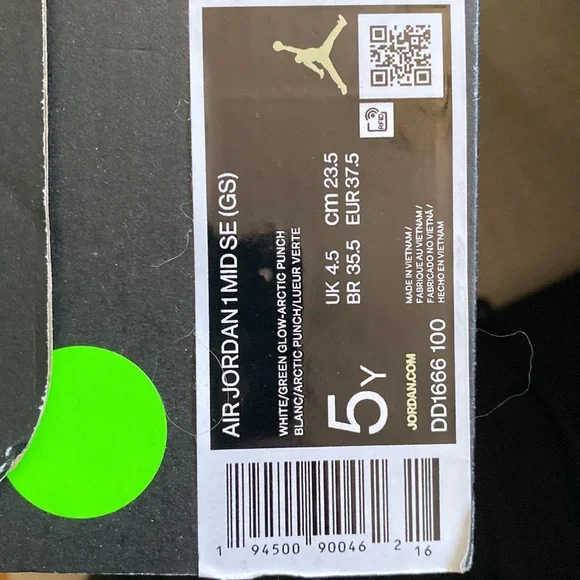 AIR JORDAN 1 MID SE (GS)
WHITE/GREEN GLOW-ARCTIC PUNCH
BLANC/ARCTIC PUNCH/LUEUR VERTE
5Y
UK 4.5 cm 23.5
BR 35.5 EUR 37.5
JORDAN.COM
DD1666 100
MADE IN VIETNAM /
FABRIQUÉ AU VIETNAM /
FABRICADO NO VIETNÃ /
HECHO EN VIETNAM
RFID
1 94500 90046 2 16